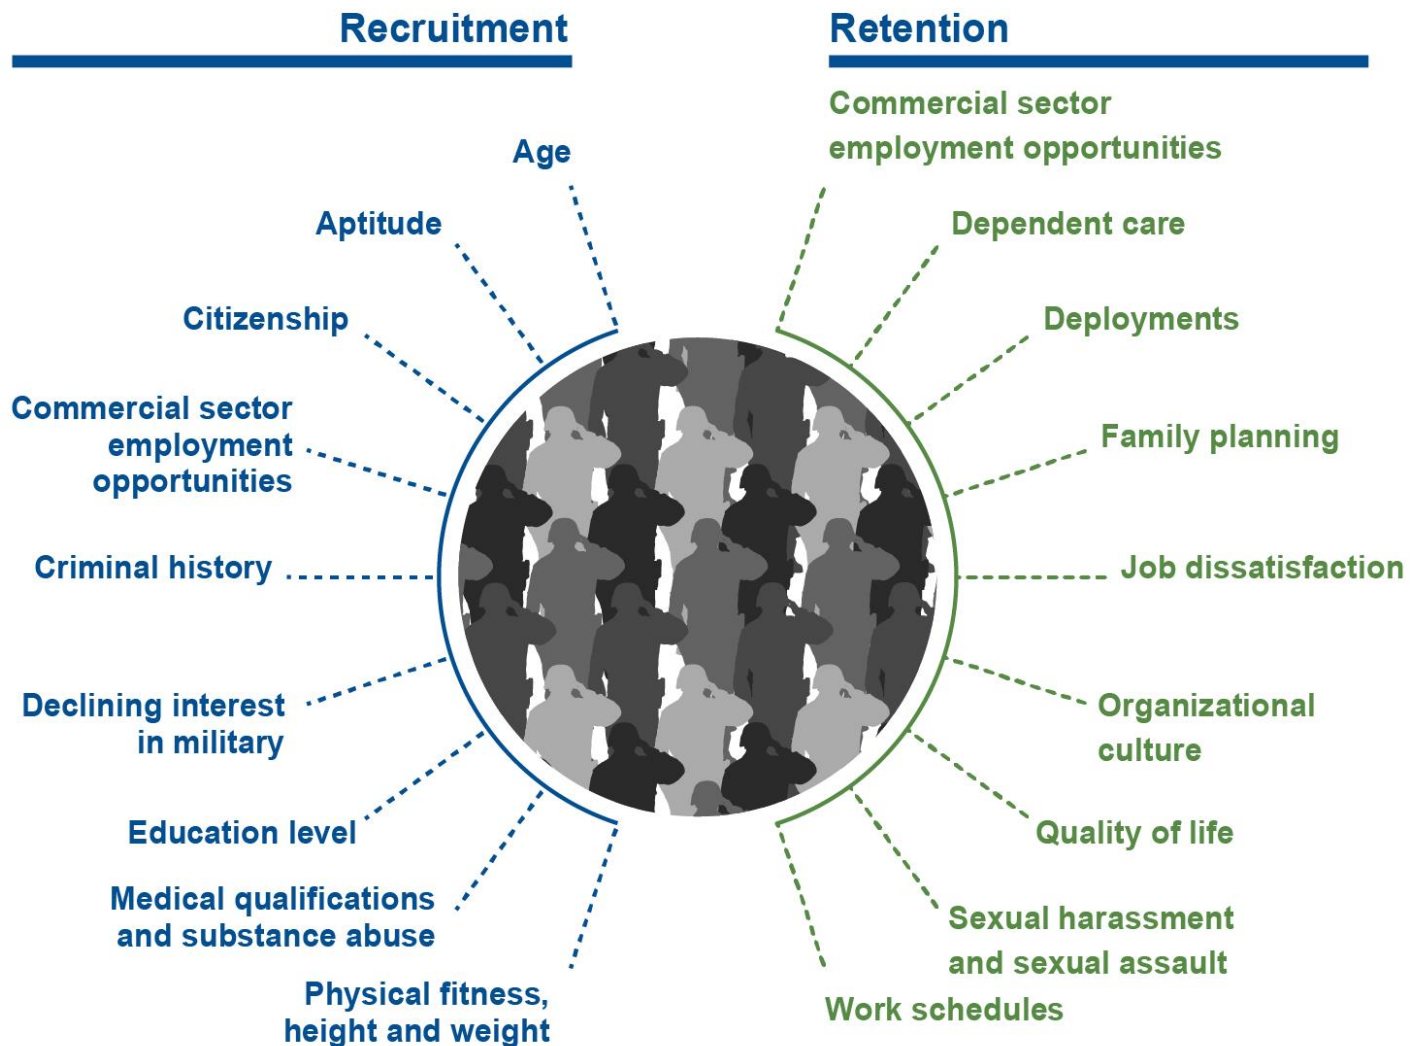 Recruitment
Age
Aptitude
Citizenship
Commercial sector
employment
opportunities
Criminal history
Declining interest
in military
Education level
Medical qualifications
and substance abuse
Physical fitness,
height and weight
Retention
Commercial sector
employment opportunities
Dependent care
Deployments
Family planning
Job dissatisfaction
Organizational
culture
Quality of life
Sexual harassment
and sexual assault
Work schedules